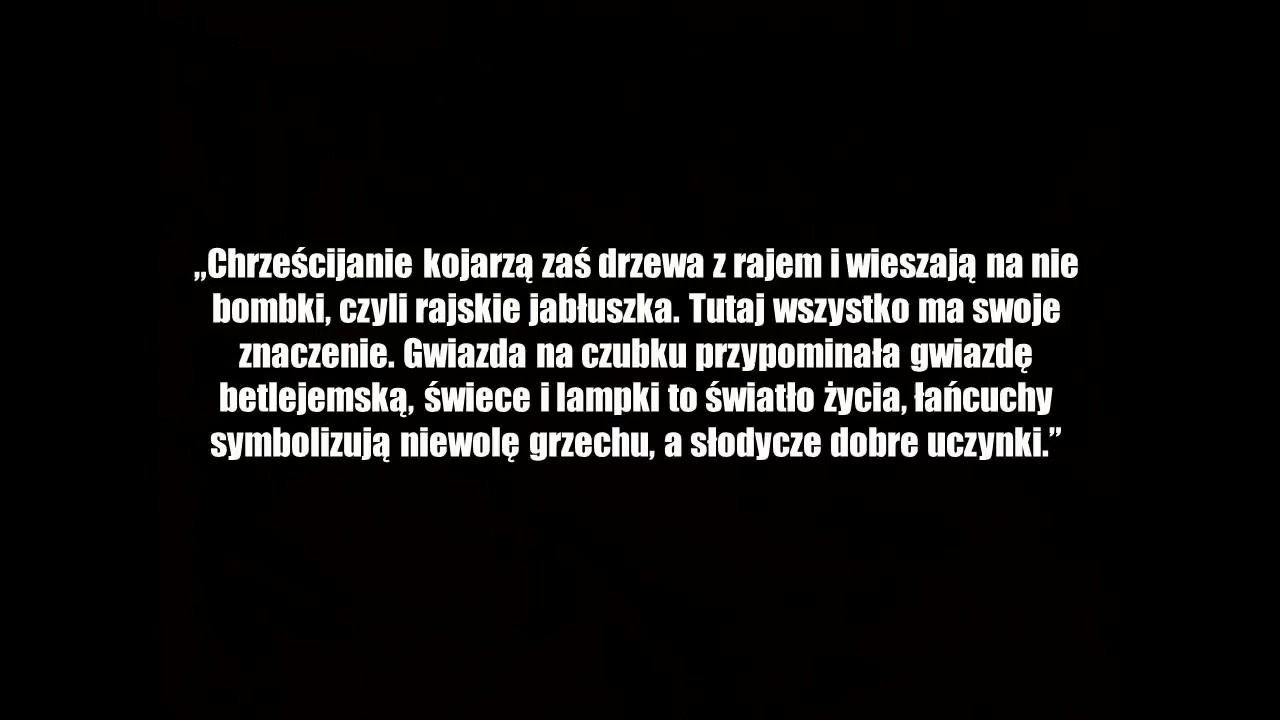 „Chrześcijanie kojarzą zaś drzewa z rajem i wieszają na nie
bombki, czyli rajskie jabłuszka. Tutaj wszystko ma swoje
znaczenie. Gwiazda na czubku przypominała gwiazdę
betlejemską, świece i lampki to światło życia, łańcuchy
symbolizują niewolę grzechu, a słodycze dobre uczynki.”